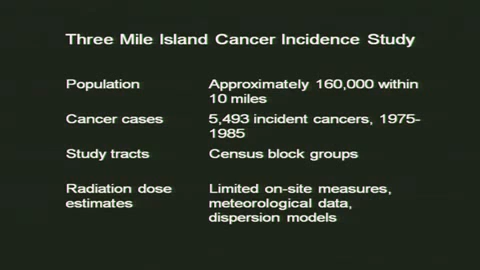 Three Mile Island Cancer Incidence Study
Population Approximately 160,000 within
10 miles
Cancer cases 5,493 incident cancers, 1975-
1985
Study tracts Census block groups
Radiation dose Limited on-site measures,
estimates meteorological data,
dispersion models